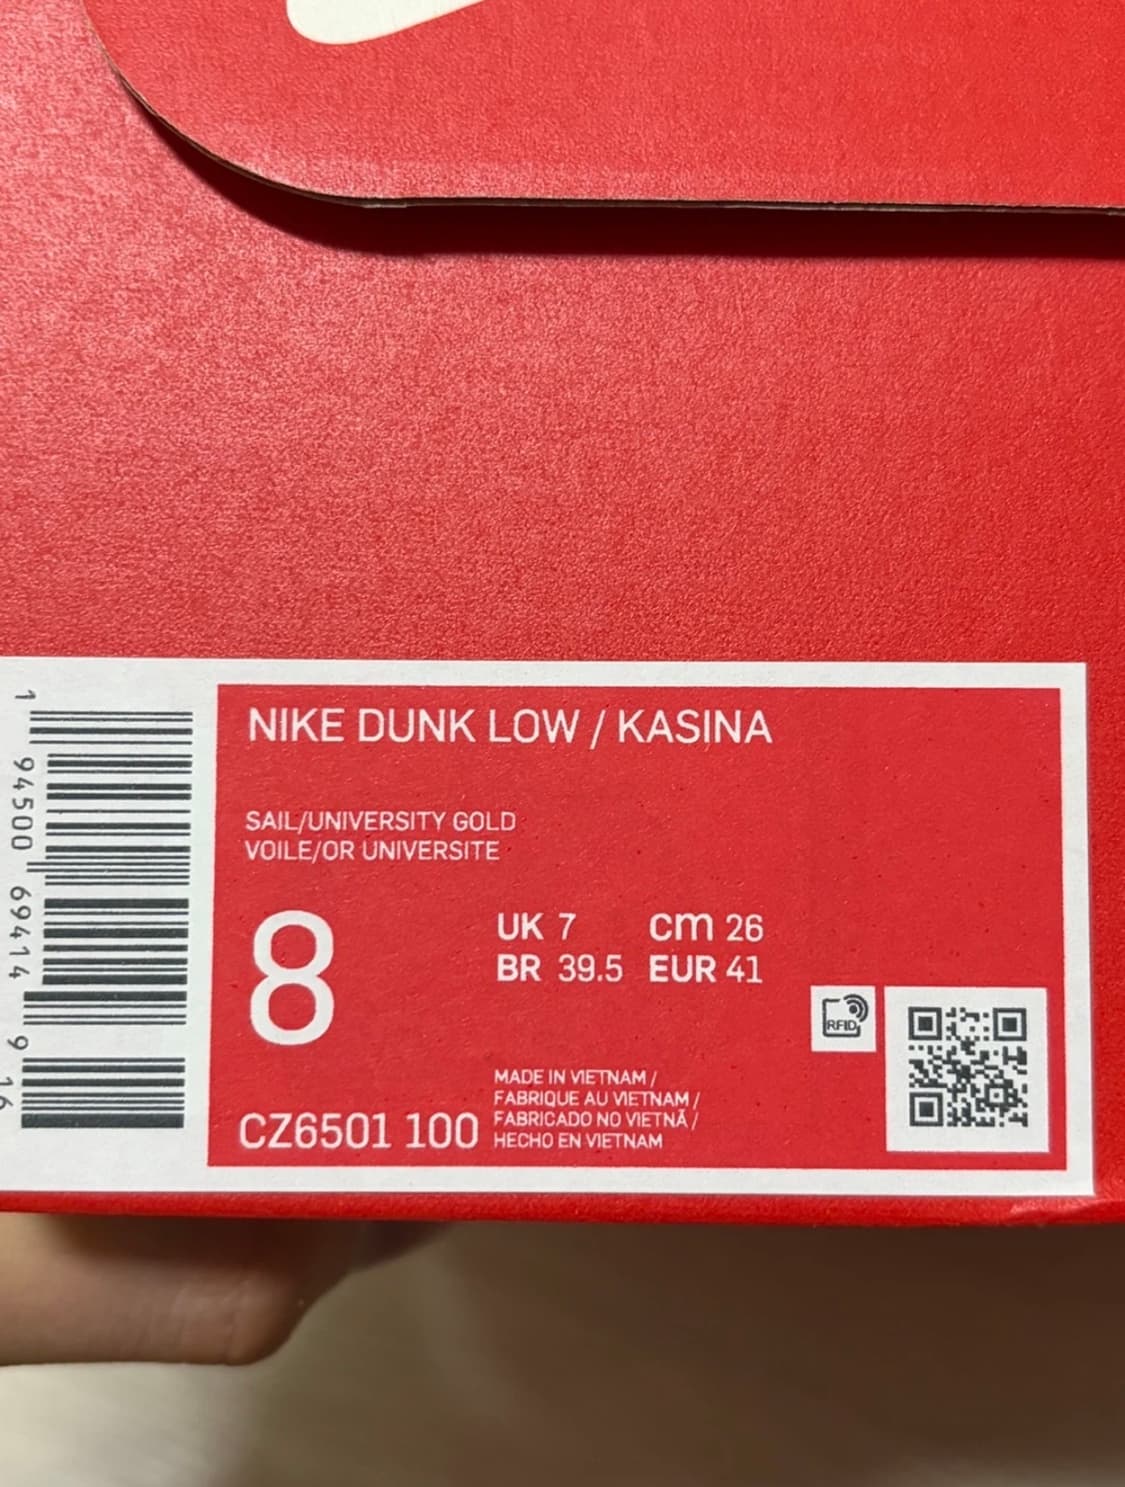 NIKE DUNK LOW / KASINA
SAIL/UNIVERSITY GOLD
VOILE/OR UNIVERSITE
8
UK 7 cm 26
BR 39.5 EUR 41
RFID
CZ6501 100
MADE IN VIETNAM /
FABRIQUE AU VIETNAM /
FABRICADO NO VIETNÃ /
HECHO EN VIETNAM
1 94500 69414 9 16